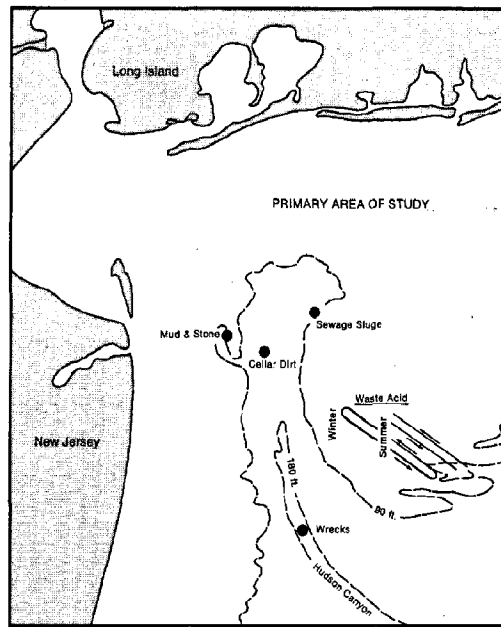 Long Island
PRIMARY AREA OF STUDY
Sewage Sluge
Mud & Stone
Cellar Dirt
Waste Acid
Winter
Summer
New Jersey
180 ft.
80 ft.
Wrecks
Hudson Canyon